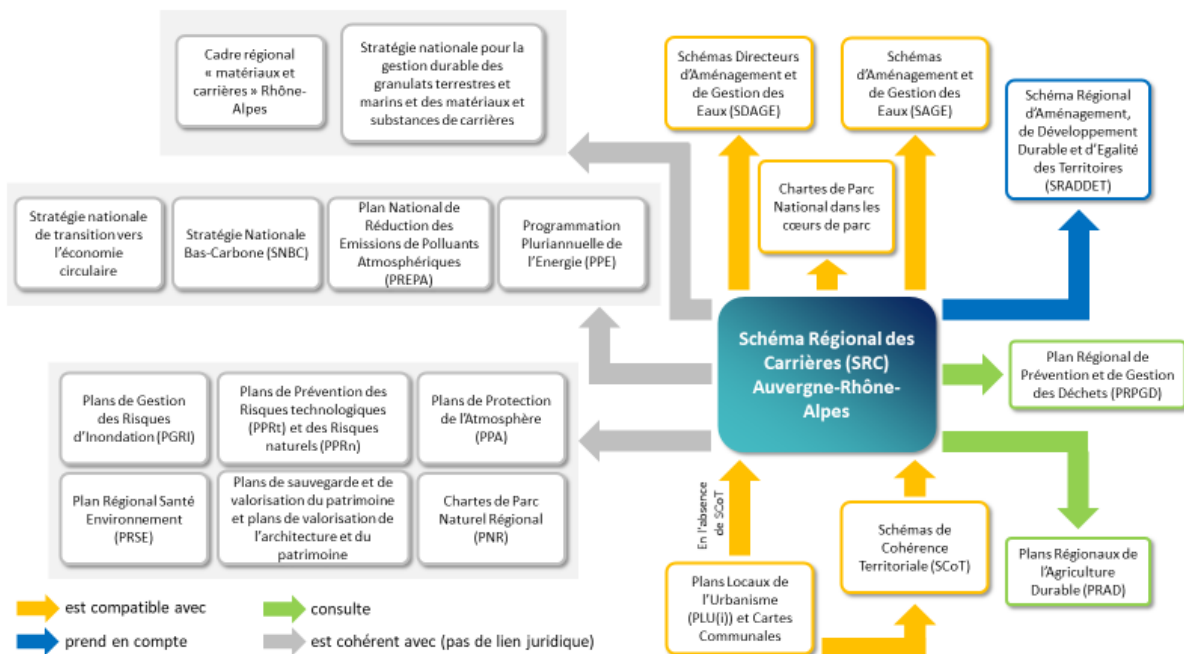 Cadre régional
« matériaux et
carrières » Rhône-
Alpes
Stratégie nationale pour la
gestion durable des
granulats terrestres et
marins et des matériaux et
substances de carrières
Schémas Directeurs
d'Aménagement et
de Gestion des
Eaux (SDAGE)
Schémas
d'Aménagement et
de Gestion des
Eaux (SAGE)
Schéma Régional
d'Aménagement,
de Développement
Durable et d'Egalité
des Territoires
(SRADDET)
Chartes de Parc
National dans les
cœurs de parc
Stratégie nationale
de transition vers
l'économie
circulaire
Stratégie Nationale
Bas-Carbone (SNBC)
Plan National de
Réduction des
Emissions de Polluants
Atmosphériques
(PREPA)
Programmation
Pluriannuelle de
l'Energie (PPE)
Schéma Régional des
Carrières (SRC)
Auvergne-Rhône-
Alpes
Plan Régional de
Prévention et de Gestion
des Déchets (PRPGD)
Plans de Gestion
des Risques
d'Inondation (PGRI)
Plans de Prévention des
Risques technologiques
(PPRt) et des Risques
naturels (PPRn)
Plans de Protection
de l'Atmosphère
(PPA)
Plan Régional Santé
Environnement
(PRSE)
Plans de sauvegarde et de
valorisation du patrimoine
et plans de valorisation de
l'architecture et du
patrimoine
Chartes de Parc
Naturel Régional
(PNR)
En l'absence
de SCoT
Schémas de
Cohérence
Territoriale (SCoT)
Plans Locaux de
l'Urbanisme
(PLU(i)) et Cartes
Communales
Plans Régionaux de
l'Agriculture
Durable (PRAD)
est compatible avec
consulte
prend en compte
est cohérent avec (pas de lien juridique)